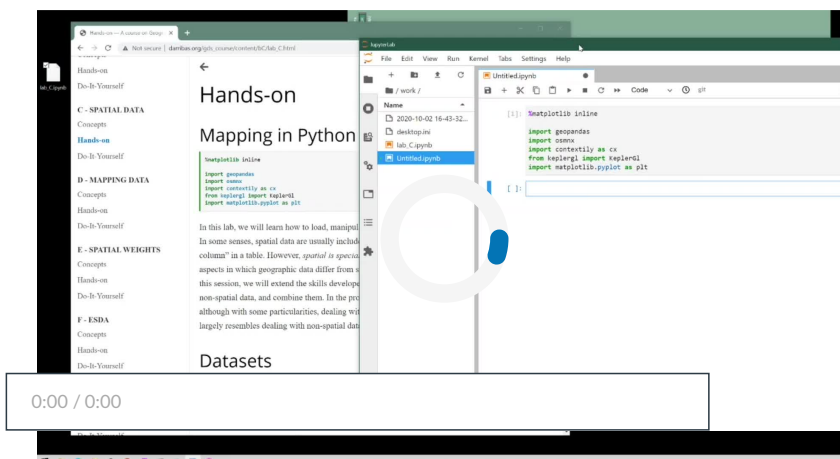 Hands-on — A course on Geogr
Not secure | darribas.org/gds_course/content/bC/lab_C.html
lab_C.ipynb
Hands-on
Do-It-Yourself
C - SPATIAL DATA
Concepts
Hands-on
Do-It-Yourself
D - MAPPING DATA
Concepts
Hands-on
Do-It-Yourself
E - SPATIAL WEIGHTS
Concepts
Hands-on
Do-It-Yourself
F - ESDA
Concepts
Hands-on
Do-It-Yourself
Hands-on
Mapping in Python
%matplotlib inline
import geopandas
import osmnx
import contextily as cx
from keplergl import KeplerGl
import matplotlib.pyplot as plt
In this lab, we will learn how to load, manipul
In some senses, spatial data are usually include
column" in a table. However, spatial is specia
aspects in which geographic data differ from
this session, we will extend the skills develope
non-spatial data, and combine them. In the pro
although with some particularities, dealing wit
largely resembles dealing with non-spatial data
Datasets
JupyterLab
File Edit View Run Kernel Tabs Settings Help
/ work /
Name
2020-10-02 16-43-32...
desktop.ini
lab_C.ipynb
Untitled.ipynb
Untitled.ipynb
Code
git
[1]: %matplotlib inline
import geopandas
import osmnx
import contextily as cx
from keplergl import KeplerGl
import matplotlib.pyplot as plt
[ ]:
0:00 / 0:00